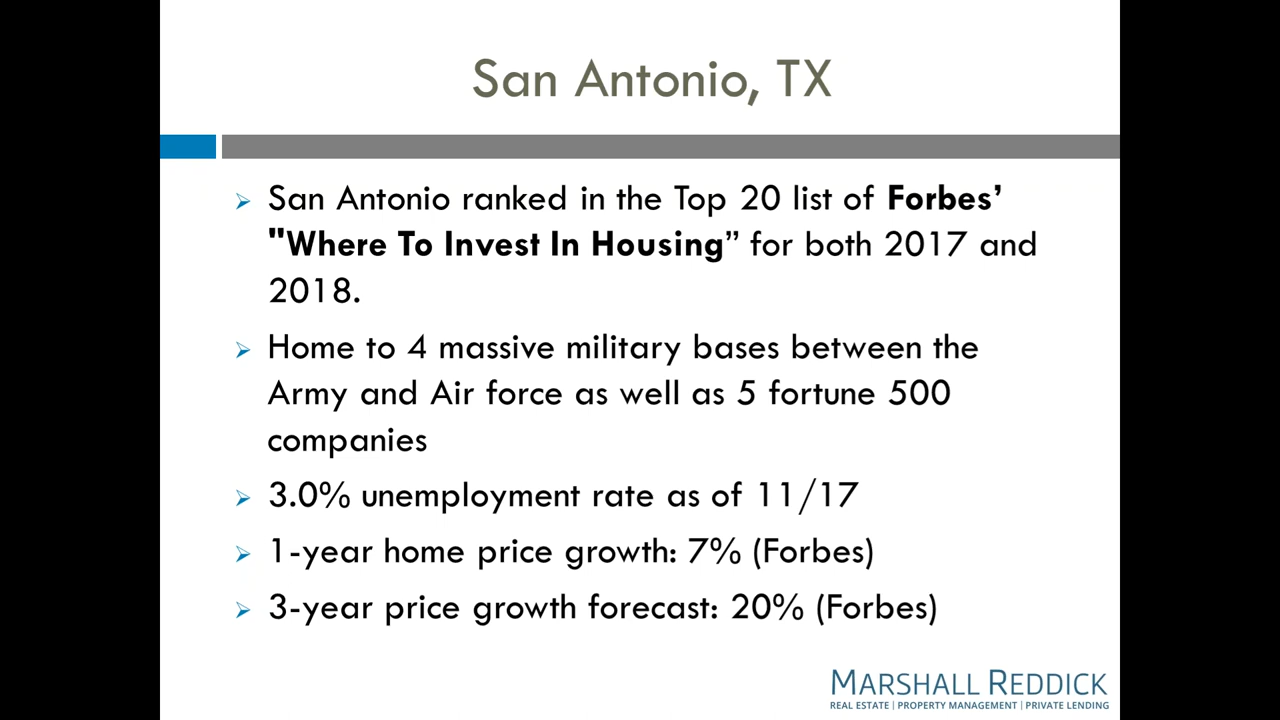 San Antonio, TX
San Antonio ranked in the Top 20 list of Forbes’
"Where To Invest In Housing” for both 2017 and
2018.
Home to 4 massive military bases between the
Army and Air force as well as 5 fortune 500
companies
3.0% unemployment rate as of 11/17
1-year home price growth: 7% (Forbes)
3-year price growth forecast: 20% (Forbes)
MARSHALL REDDICK
REAL ESTATE | PROPERTY MANAGEMENT | PRIVATE LENDING